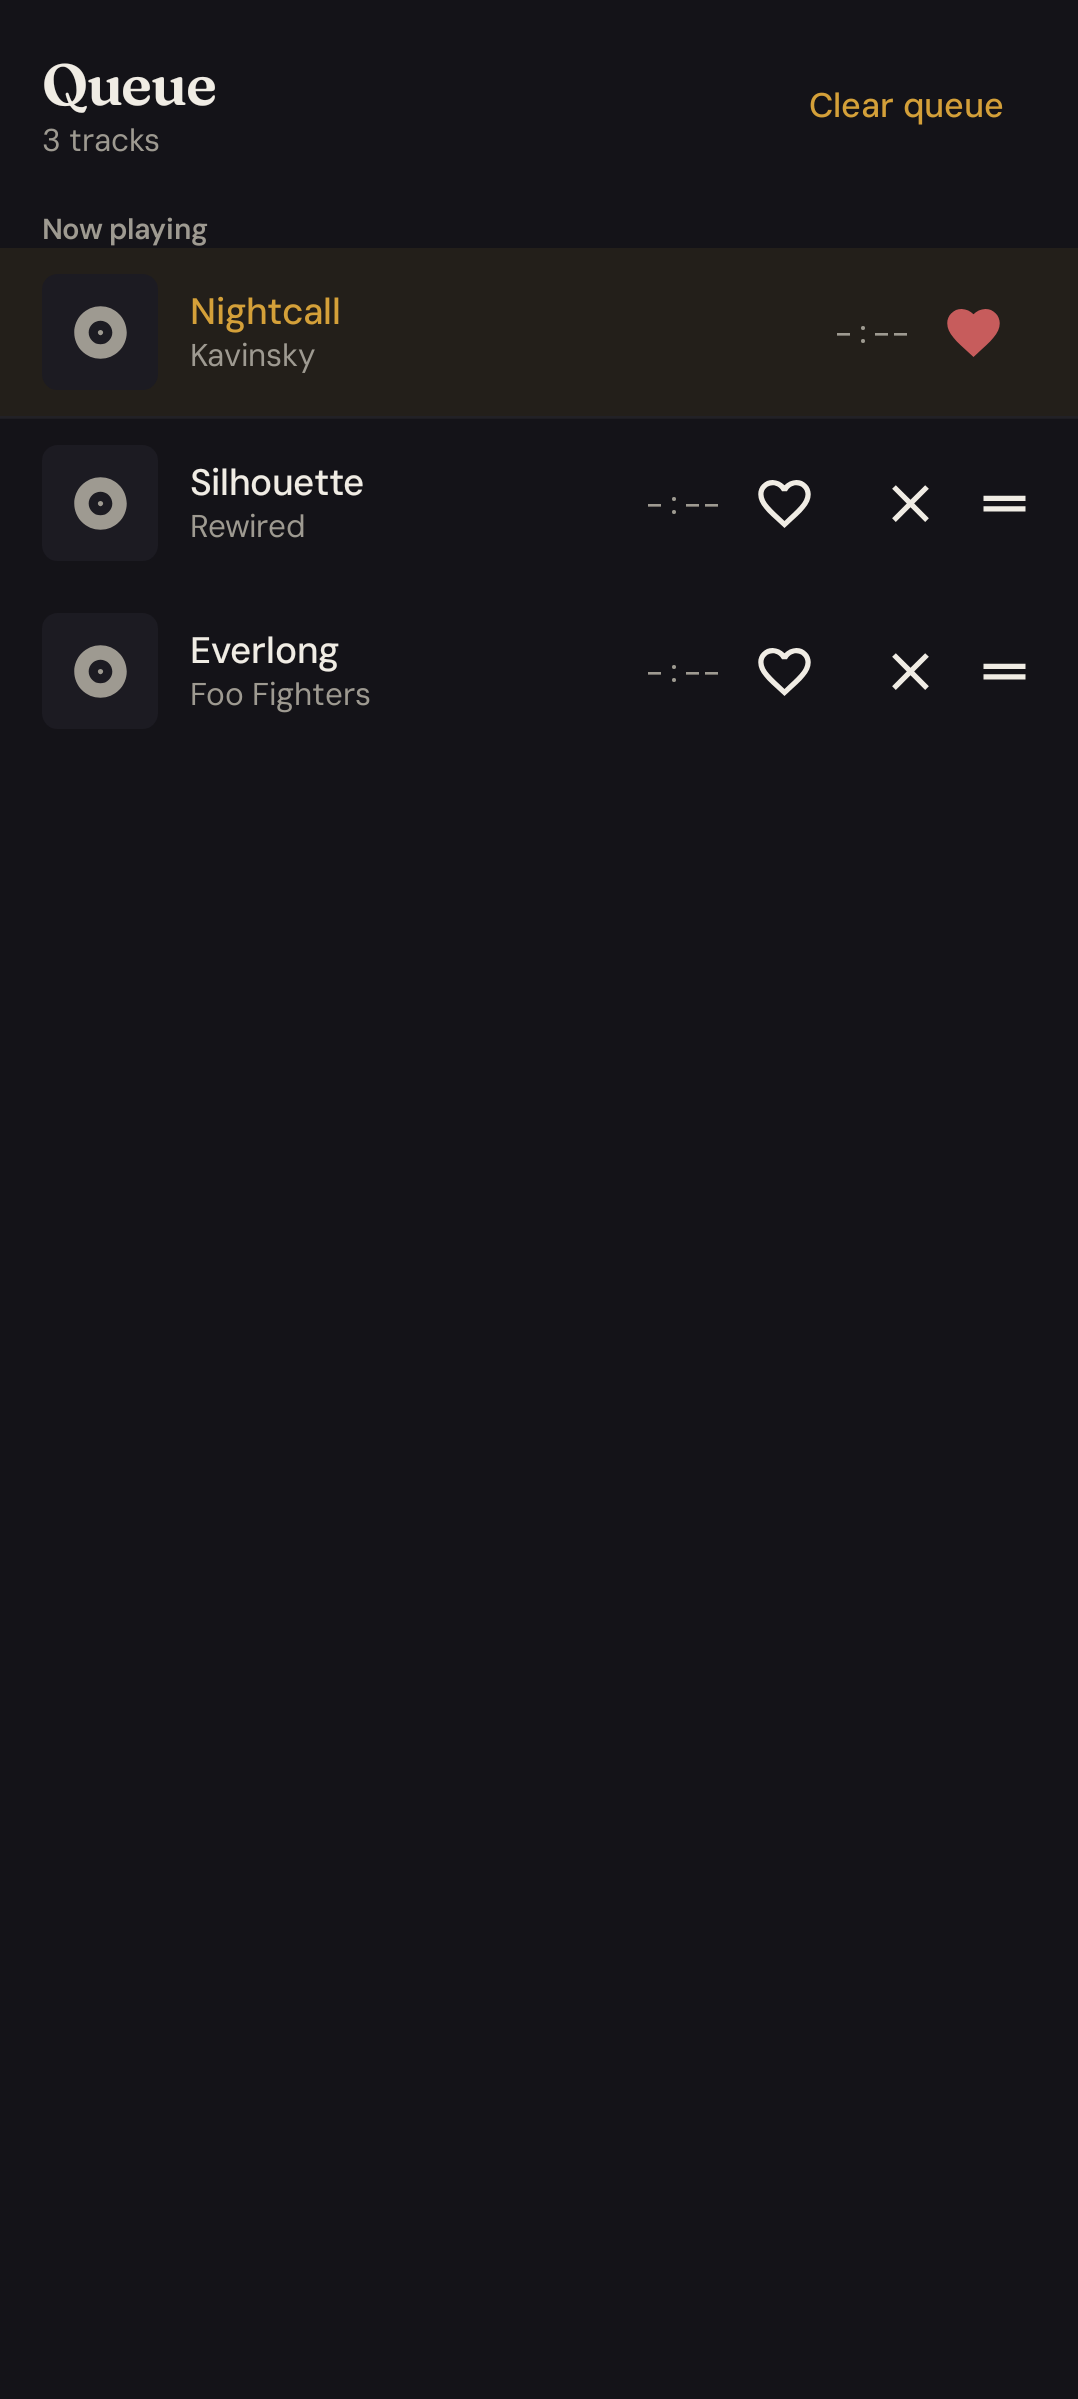 Queue
3 tracks
Clear queue
Now playing
Nightcall
Kavinsky
-:--
Silhouette
Rewired
-:--
Everlong
Foo Fighters
-:--